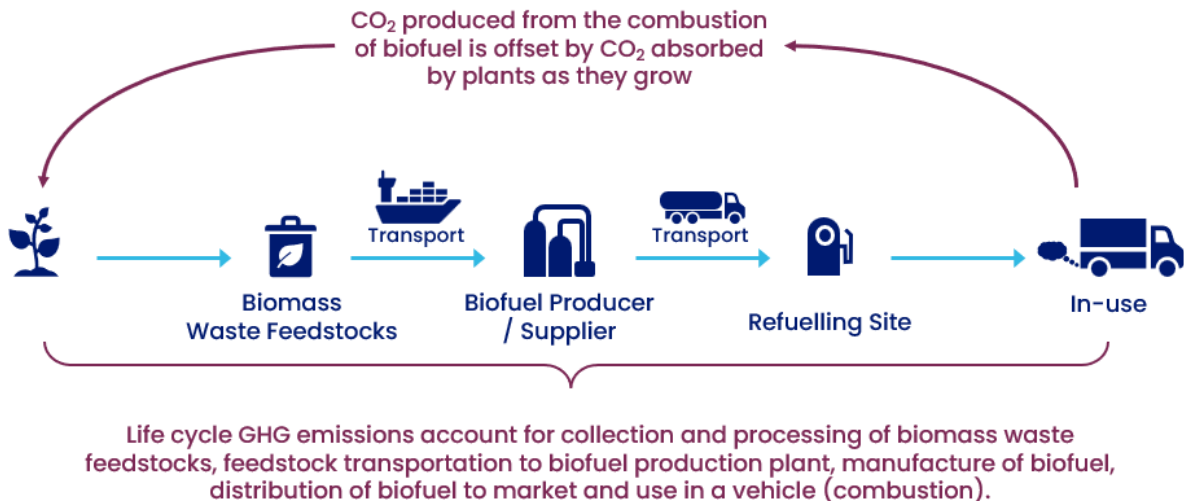 CO₂ produced from the combustion
of biofuel is offset by CO₂ absorbed
by plants as they grow
Transport
Transport
Biomass
Waste Feedstocks
Biofuel Producer
/ Supplier
Refuelling Site
In-use
Life cycle GHG emissions account for collection and processing of biomass waste
feedstocks, feedstock transportation to biofuel production plant, manufacture of biofuel,
distribution of biofuel to market and use in a vehicle (combustion).